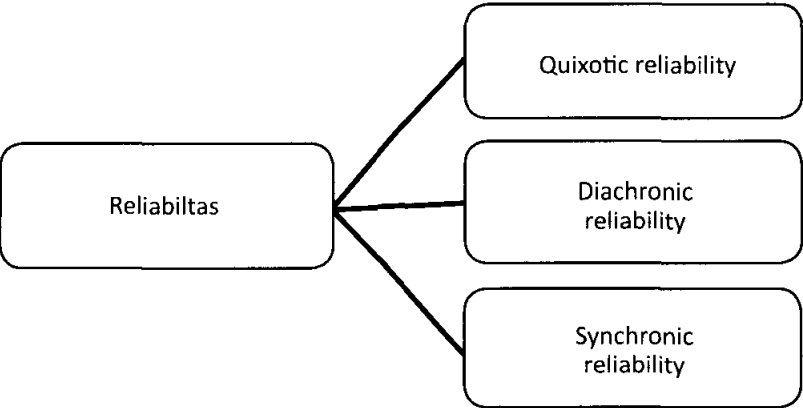 Quixotic reliability
Reliabiltas
Diachronic
reliability
Synchronic
reliability